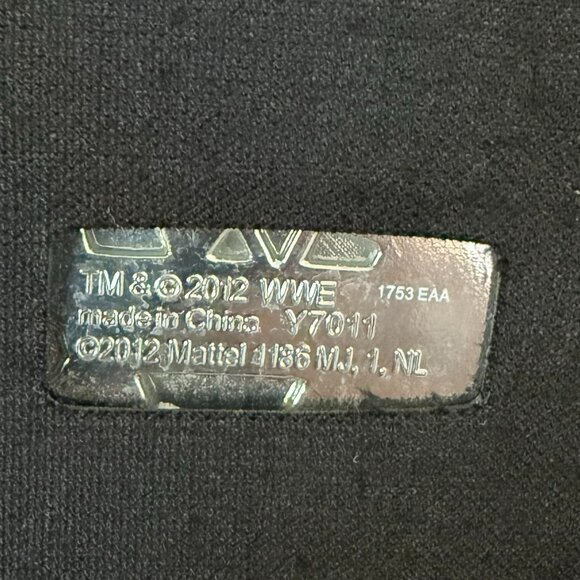 TM & © 2012 WWE 1753 EAA
made in China Y7011
©2012 Mattel 1186 MJ, 1, NL